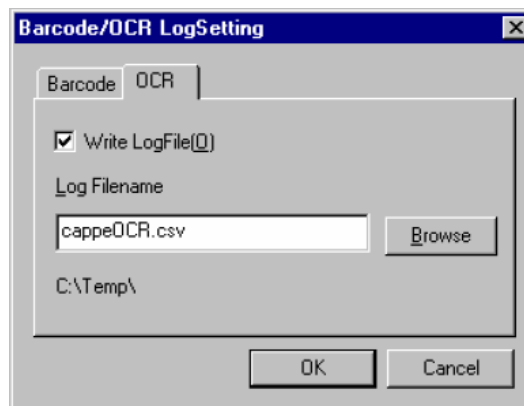 Barcode/OCR LogSetting
Barcode OCR
Write LogFile(O)
Log Filename
cappeOCR.csv Browse
C:\Temp\
OK Cancel